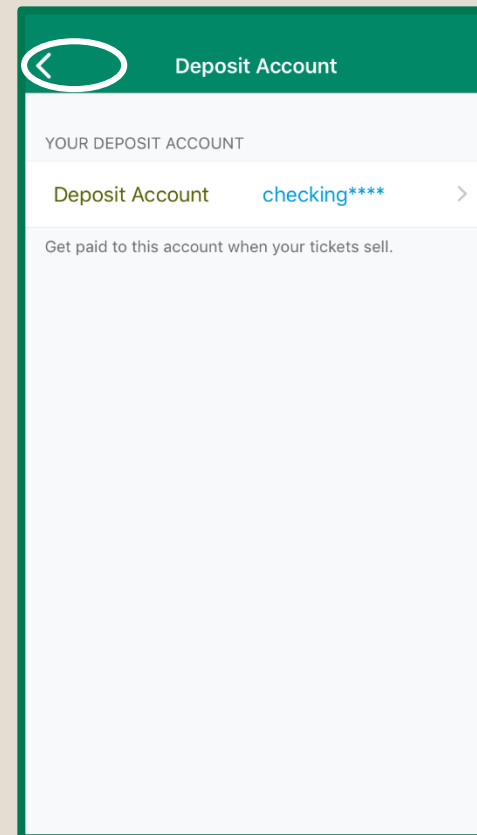 Deposit Account
YOUR DEPOSIT ACCOUNT
Deposit Account checking****
Get paid to this account when your tickets sell.